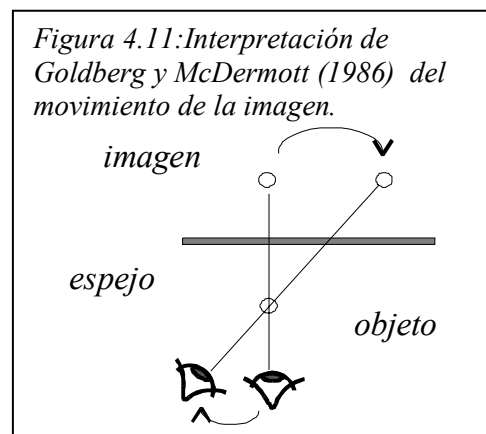 Figura 4.11:Interpretación de
Goldberg y McDermott (1986) del
movimiento de la imagen.
imagen
espejo
objeto